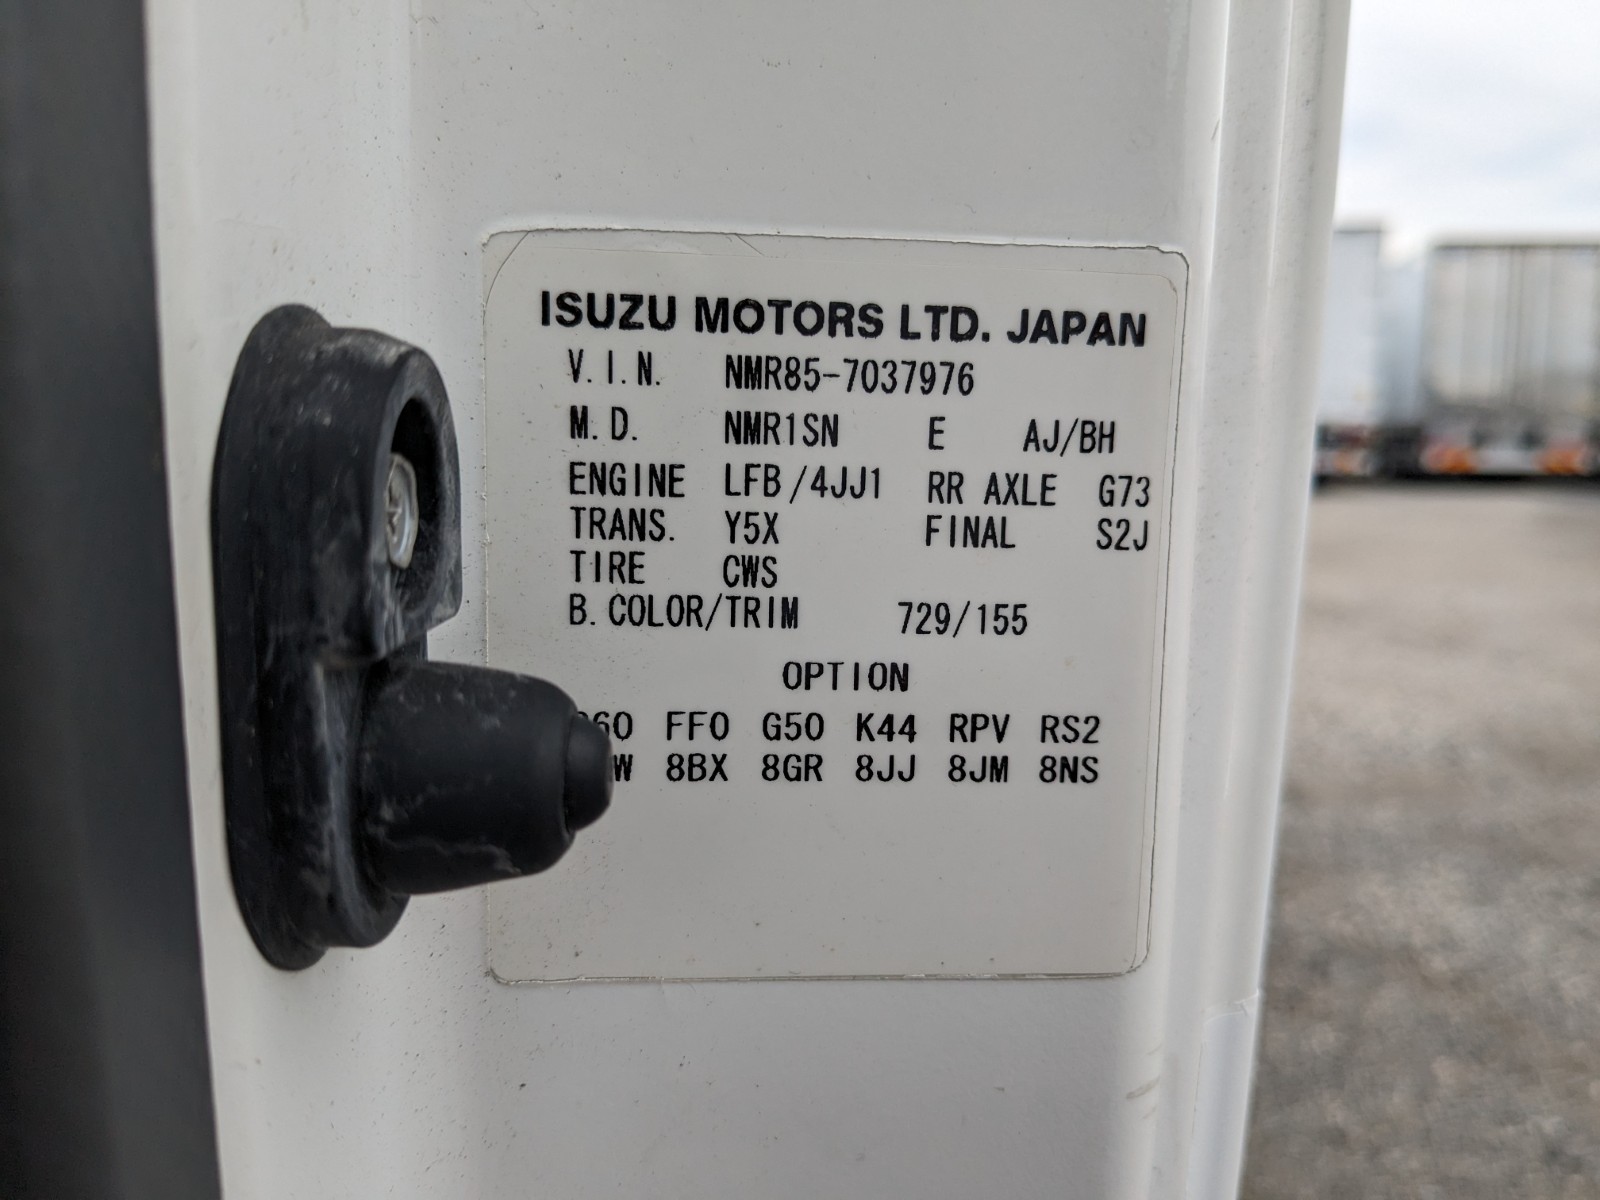 ISUZU MOTORS LTD. JAPAN
V.I.N. NMR85-7037976
M.D. NMR1SN E AJ/BH
ENGINE LFB/4JJ1 RR AXLE G73
TRANS. Y5X FINAL S2J
TIRE CWS
B.COLOR/TRIM 729/155
OPTION
FF0 G50 K44 RPV RS2
8BX 8GR 8JJ 8JM 8NS